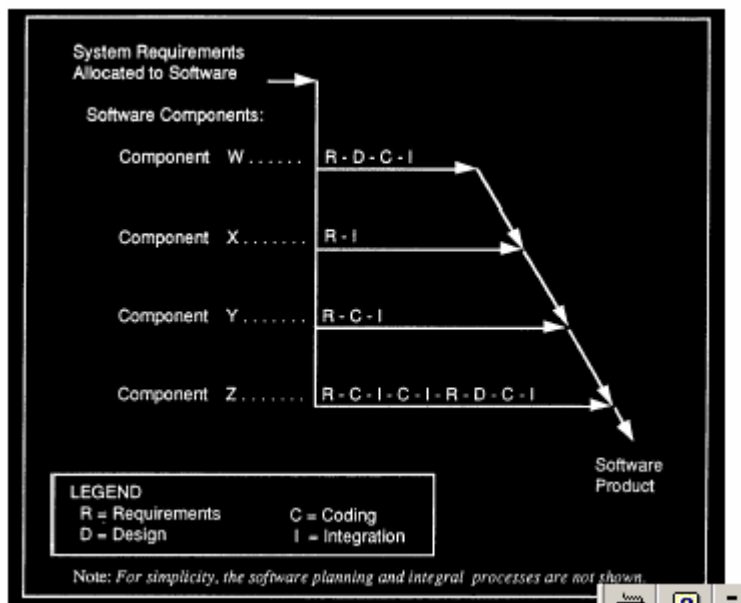 System Requirements
Allocated to Software
Software Components:
Component W ...... R - D - C - I
Component X ....... R - I
Component Y ....... R - C - I
Component Z ....... R - C - I - C - I - R - D - C - I
Software
Product
LEGEND
R = Requirements C = Coding
D = Design I = Integration
Note: For simplicity, the software planning and integral processes are not shown.